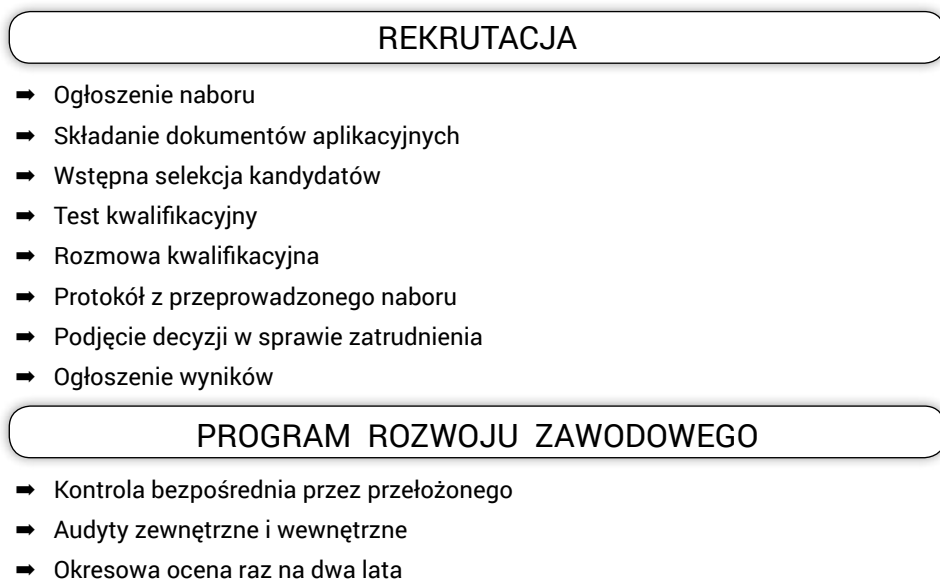 REKRUTACJA
➡ Ogłoszenie naboru
➡ Składanie dokumentów aplikacyjnych
➡ Wstępna selekcja kandydatów
➡ Test kwalifikacyjny
➡ Rozmowa kwalifikacyjna
➡ Protokół z przeprowadzonego naboru
➡ Podjęcie decyzji w sprawie zatrudnienia
➡ Ogłoszenie wyników
PROGRAM ROZWOJU ZAWODOWEGO
➡ Kontrola bezpośrednia przez przełożonego
➡ Audyty zewnętrzne i wewnętrzne
➡ Okresowa ocena raz na dwa lata